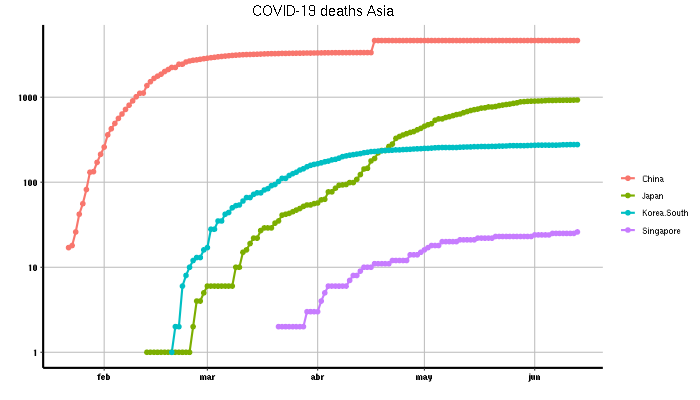 COVID-19 deaths Asia
1000
100
10
1
feb mar abr may jun
China
Japan
Korea.South
Singapore